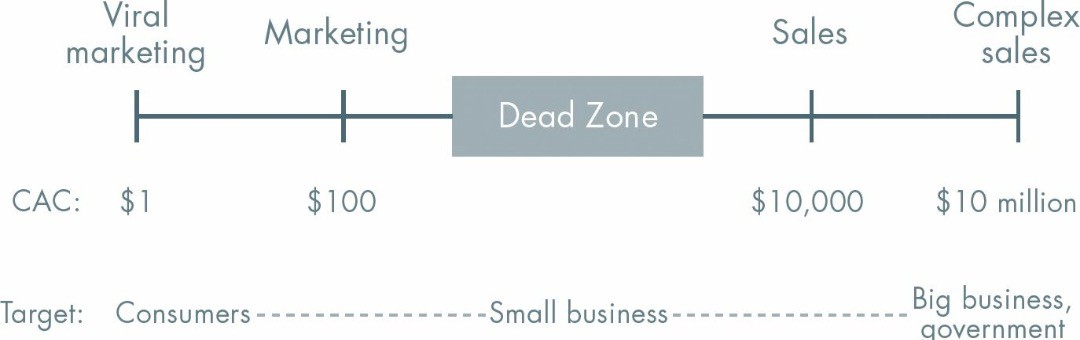 Viral
marketing
Marketing
Sales
Complex
sales
Dead Zone
CAC: $1 $100 $10,000 $10 million
Target: Consumers Small business Big business,
government